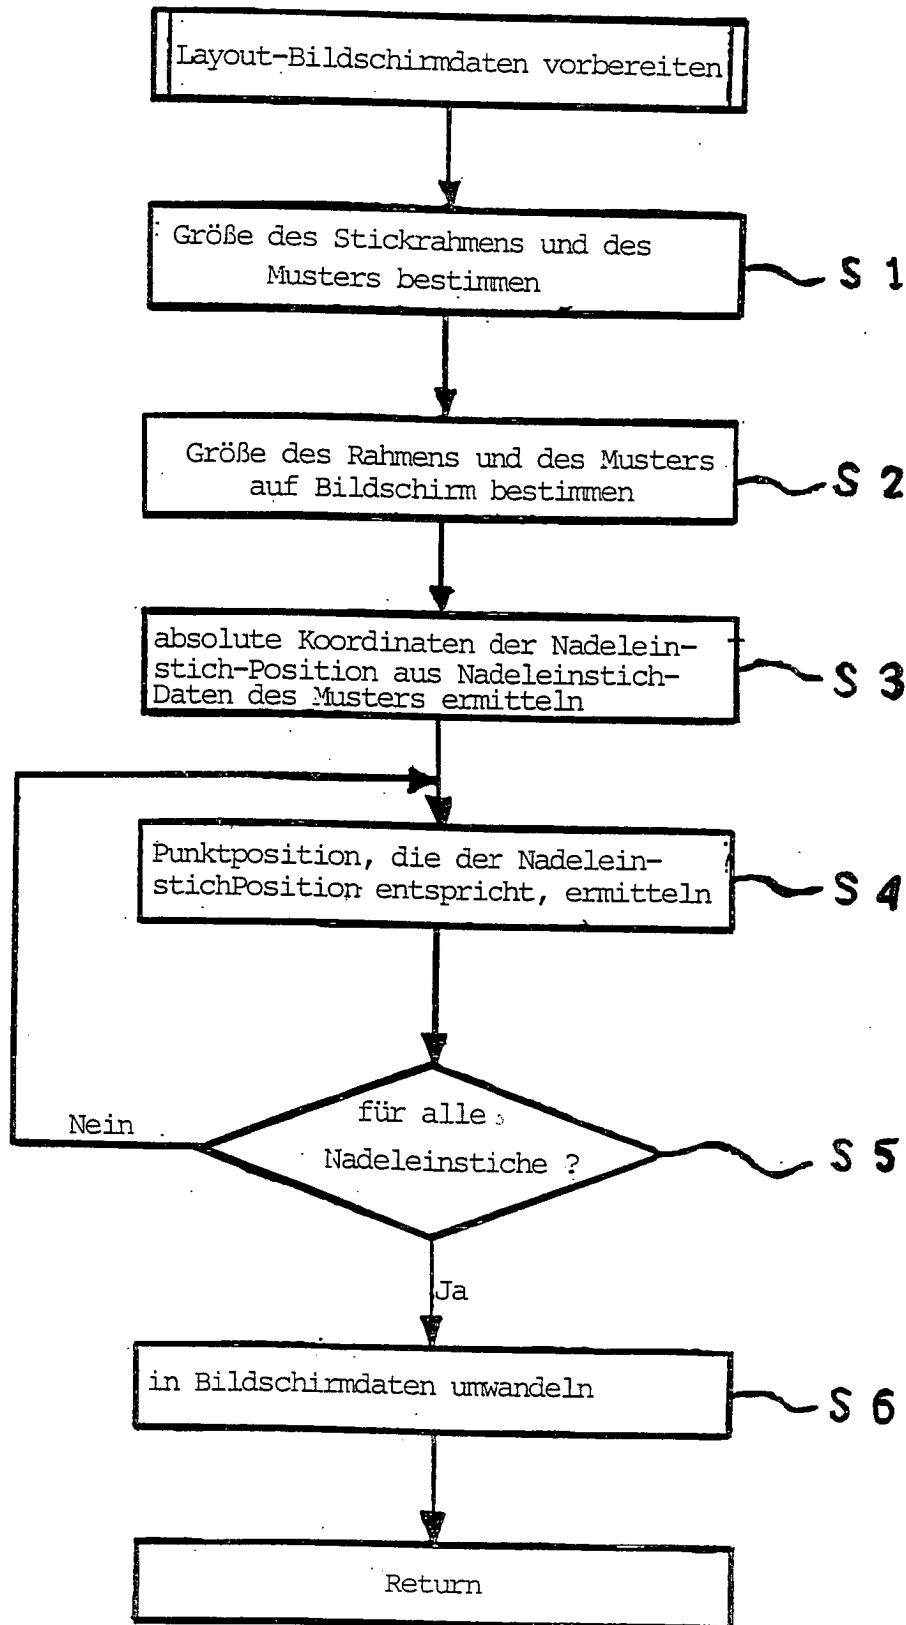 Layout-Bildschirmdaten vorbereiten
Größe des Stickrahmens und des
Musters bestimmen
S 1
Größe des Rahmens und des Musters
auf Bildschirm bestimmen
S 2
absolute Koordinaten der Nadelein-
stich-Position aus Nadeleinstich-
Daten des Musters ermitteln
S 3
Punktposition, die der Nadelein-
stichPosition entspricht, ermitteln
S 4
für alle
Nadeleinstiche ?
S 5
Nein
Ja
in Bildschirmdaten umwandeln
S 6
Return